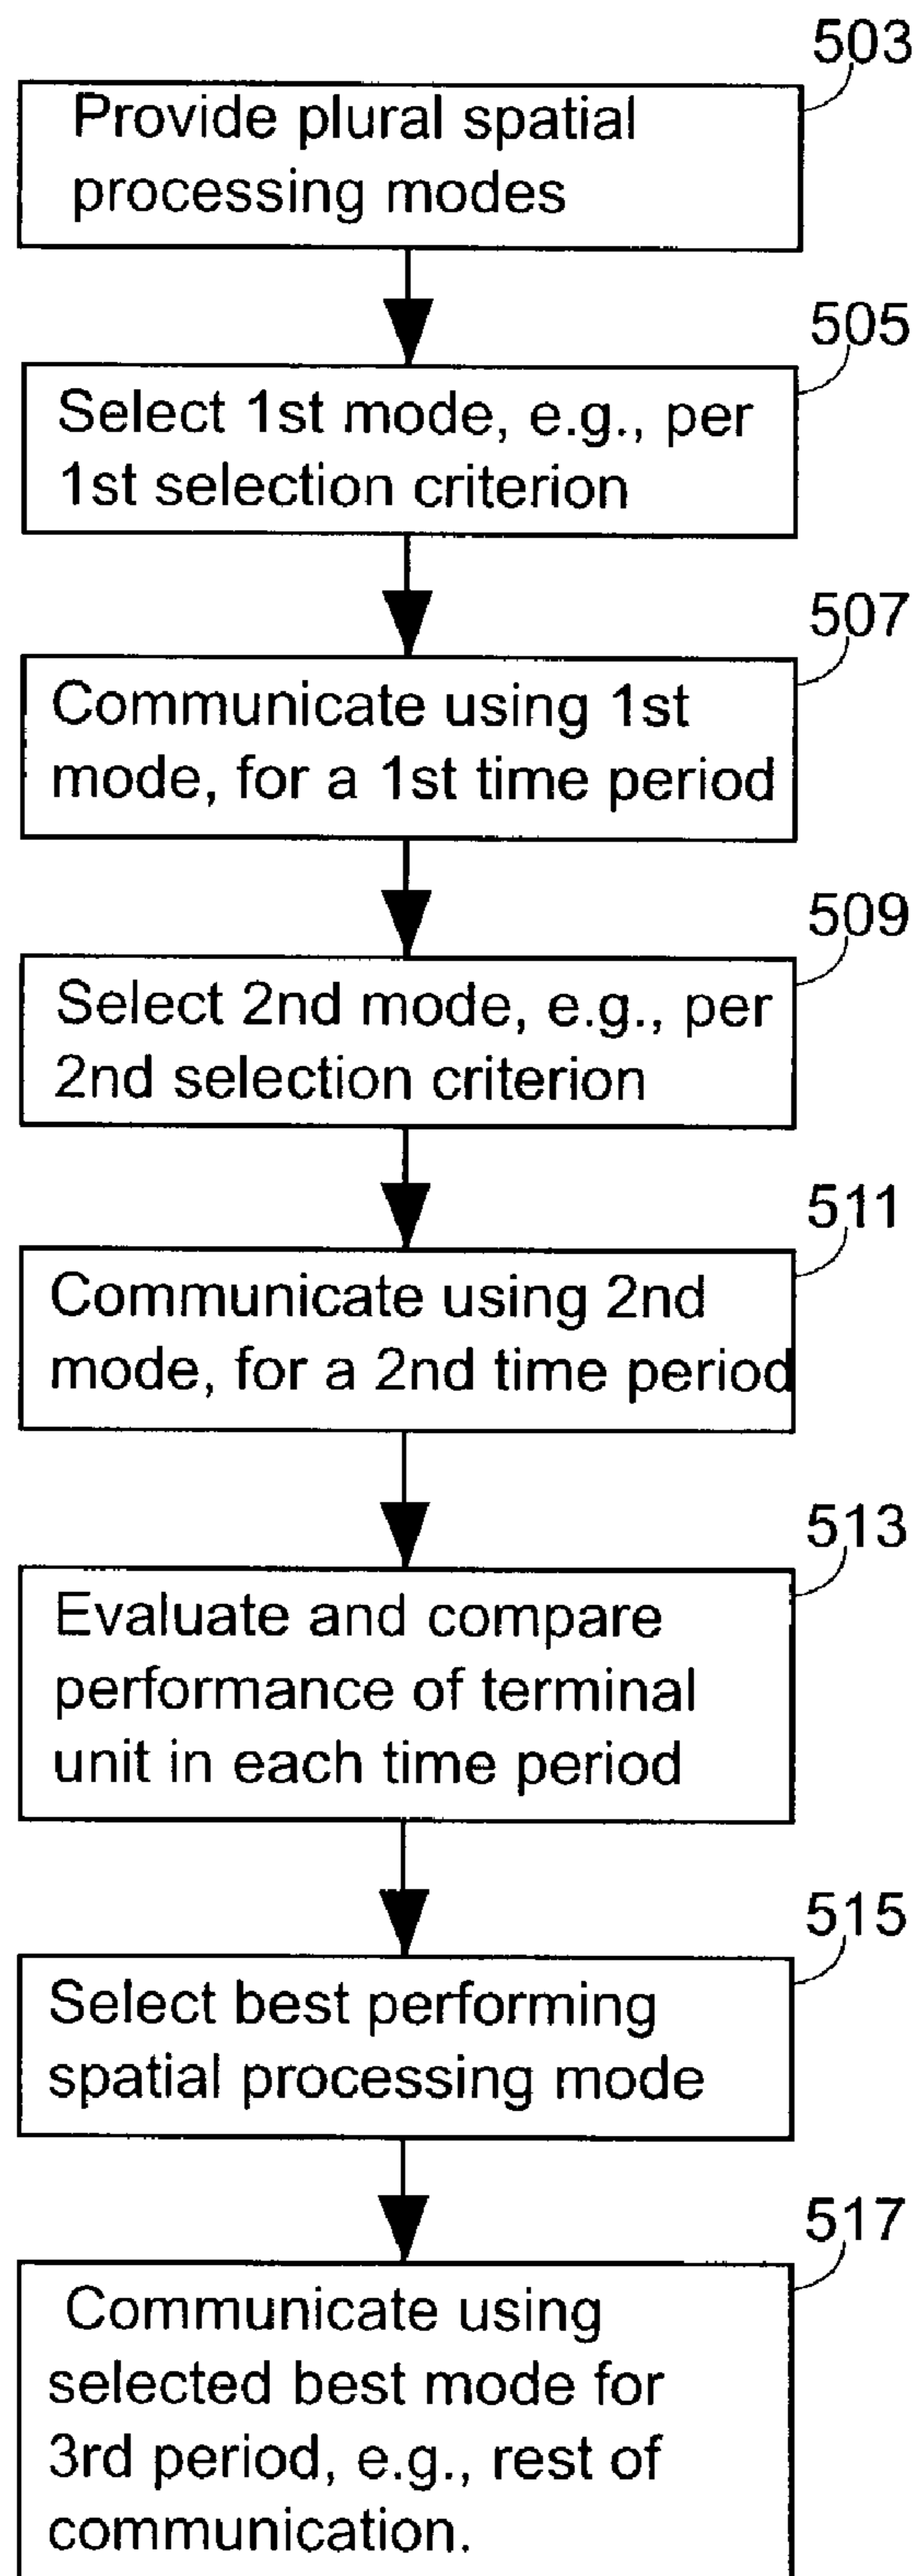 503
Provide plural spatial
processing modes
505
Select 1st mode, e.g., per
1st selection criterion
507
Communicate using 1st
mode, for a 1st time period
509
Select 2nd mode, e.g., per
2nd selection criterion
511
Communicate using 2nd
mode, for a 2nd time period
513
Evaluate and compare
performance of terminal
unit in each time period
515
Select best performing
spatial processing mode
517
Communicate using
selected best mode for
3rd period, e.g., rest of
communication.